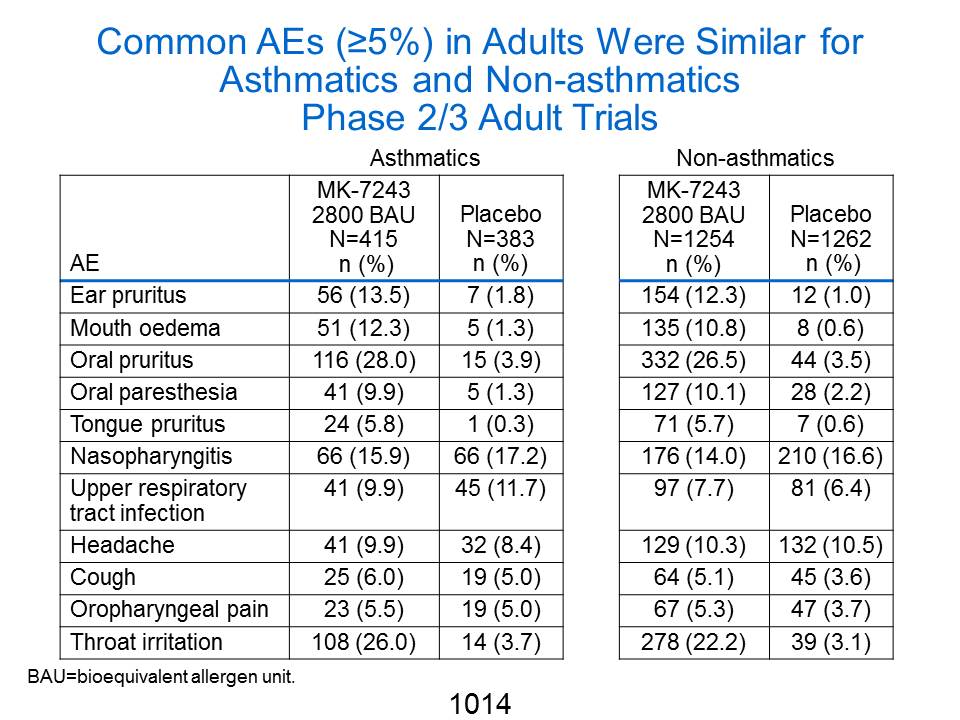 Common AEs (≥5%) in Adults Were Similar for
Asthmatics and Non-asthmatics
Phase 2/3 Adult Trials
Asthmatics Non-asthmatics
AE MK-7243 2800 BAU N=415 n (%) Placebo N=383 n (%) MK-7243 2800 BAU N=1254 n (%) Placebo N=1262 n (%)
Ear pruritus 56 (13.5) 7 (1.8) 154 (12.3) 12 (1.0)
Mouth oedema 51 (12.3) 5 (1.3) 135 (10.8) 8 (0.6)
Oral pruritus 116 (28.0) 15 (3.9) 332 (26.5) 44 (3.5)
Oral paresthesia 41 (9.9) 5 (1.3) 127 (10.1) 28 (2.2)
Tongue pruritus 24 (5.8) 1 (0.3) 71 (5.7) 7 (0.6)
Nasopharyngitis 66 (15.9) 66 (17.2) 176 (14.0) 210 (16.6)
Upper respiratory tract infection 41 (9.9) 45 (11.7) 97 (7.7) 81 (6.4)
Headache 41 (9.9) 32 (8.4) 129 (10.3) 132 (10.5)
Cough 25 (6.0) 19 (5.0) 64 (5.1) 45 (3.6)
Oropharyngeal pain 23 (5.5) 19 (5.0) 67 (5.3) 47 (3.7)
Throat irritation 108 (26.0) 14 (3.7) 278 (22.2) 39 (3.1)
BAU=bioequivalent allergen unit.
1014